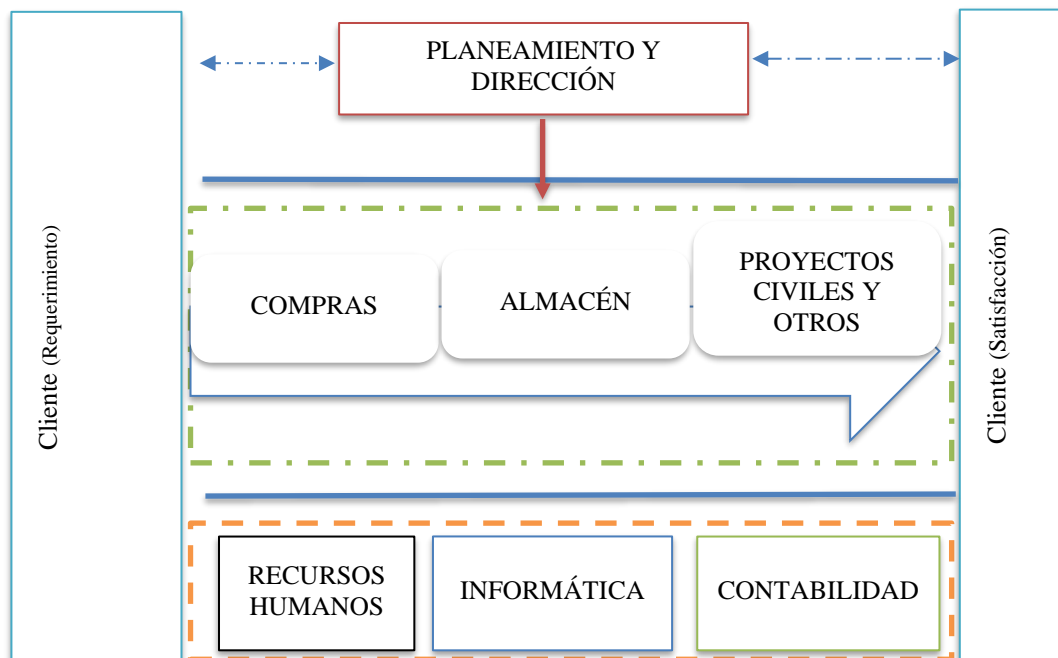 PLANEAMIENTO Y
DIRECCIÓN
Cliente (Requerimiento)
COMPRAS
ALMACÉN
PROYECTOS
CIVILES Y
OTROS
Cliente (Satisfacción)
RECURSOS
HUMANOS
INFORMÁTICA
CONTABILIDAD